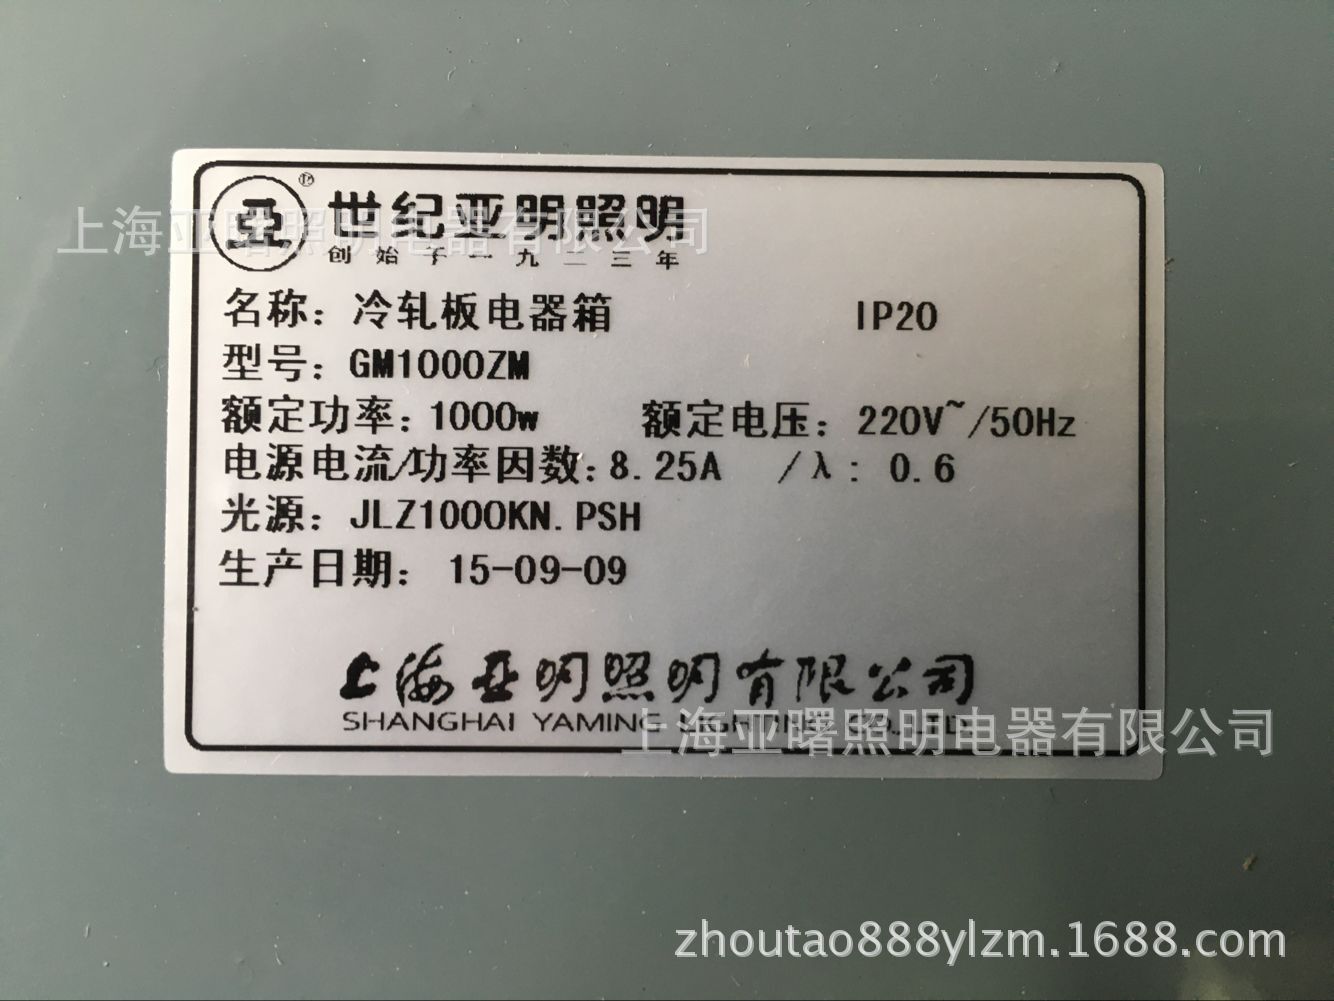 亞
世纪亚明照明
上海亚曙照明电器有限公司
创始于一九二三年
名称：冷轧板电器箱 IP20
型号：GM1000ZM
额定功率：1000w 额定电压：220V~/50Hz
电源电流/功率因数：8.25A /λ：0.6
光源：JLZ1000KN.PSH
生产日期：15-09-09
上海亚明照明有限公司
SHANGHAI YAMING LIGHTING CO.,LTD
上海亚曙照明电器有限公司
zhoutao888ylzm.1688.com